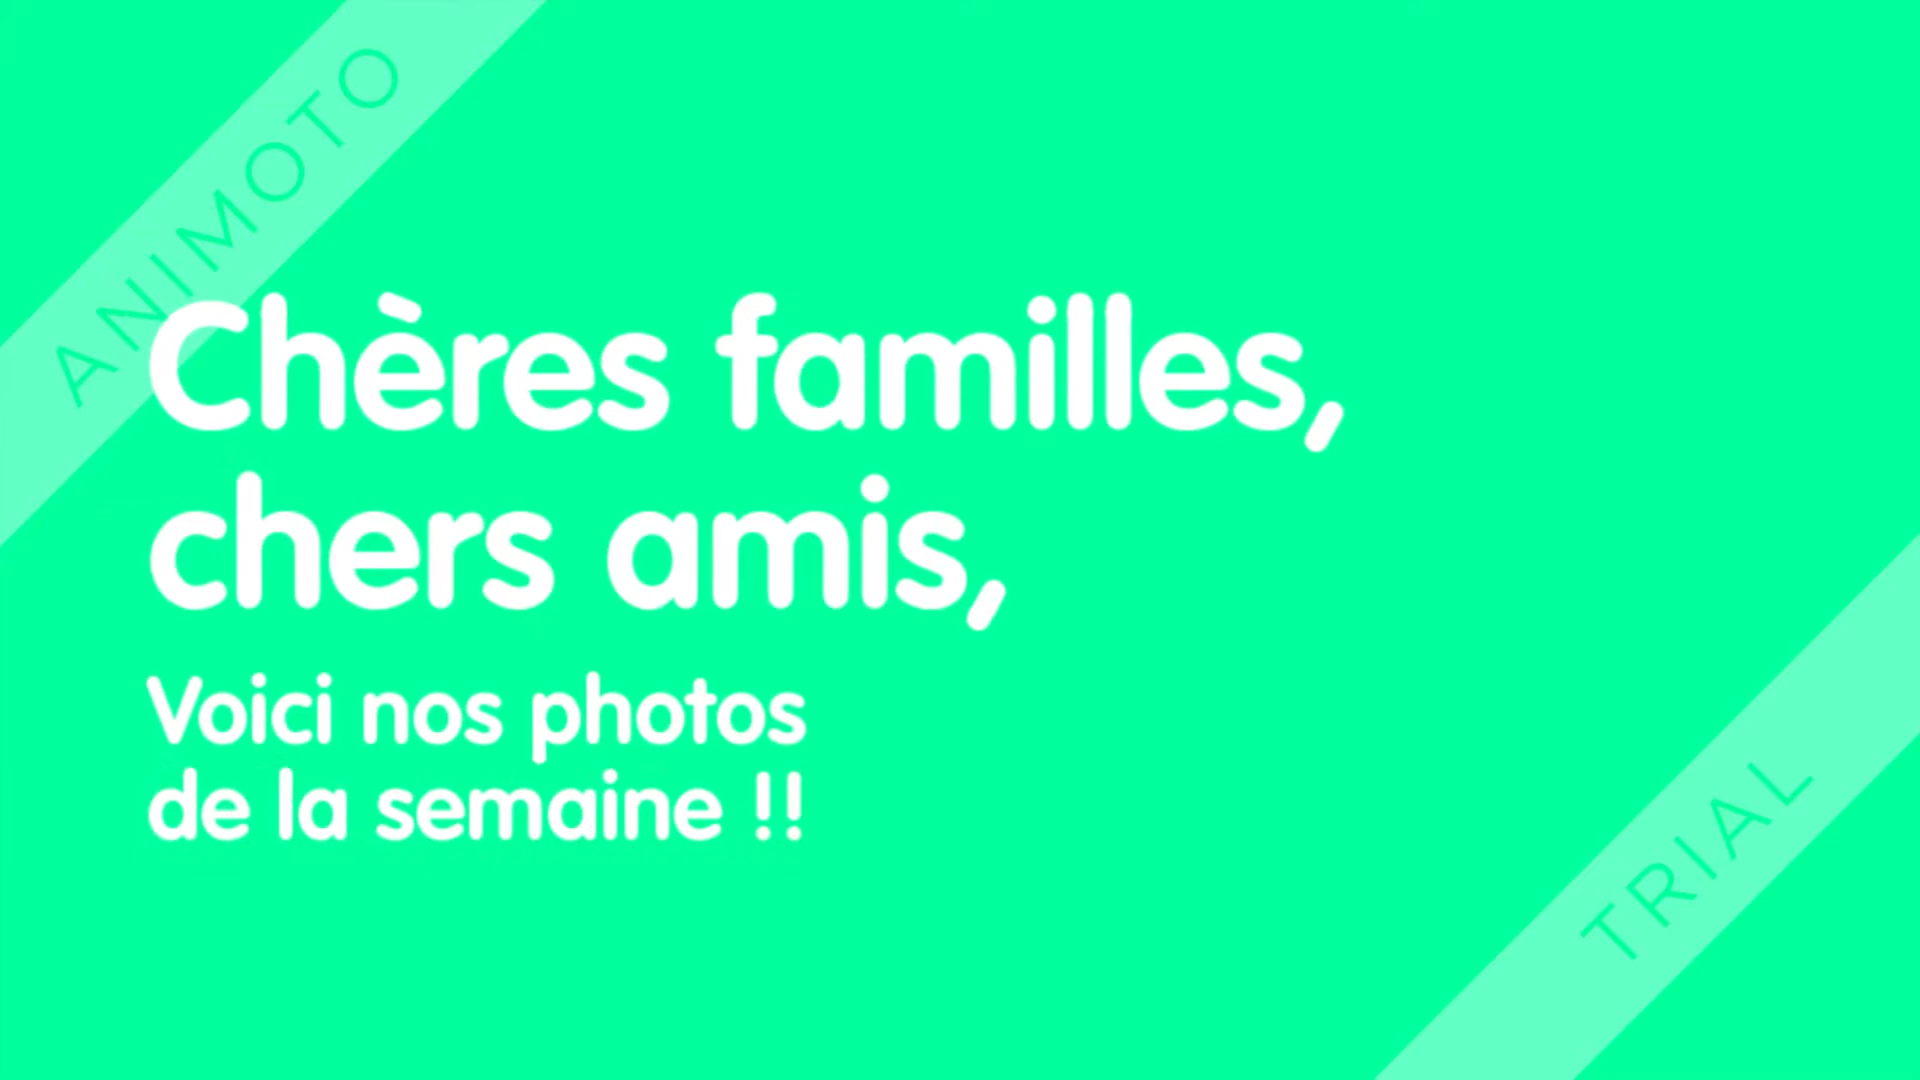 ANIMOTO
Chères familles,
chers amis,
Voici nos photos
de la semaine !!
TRIAL